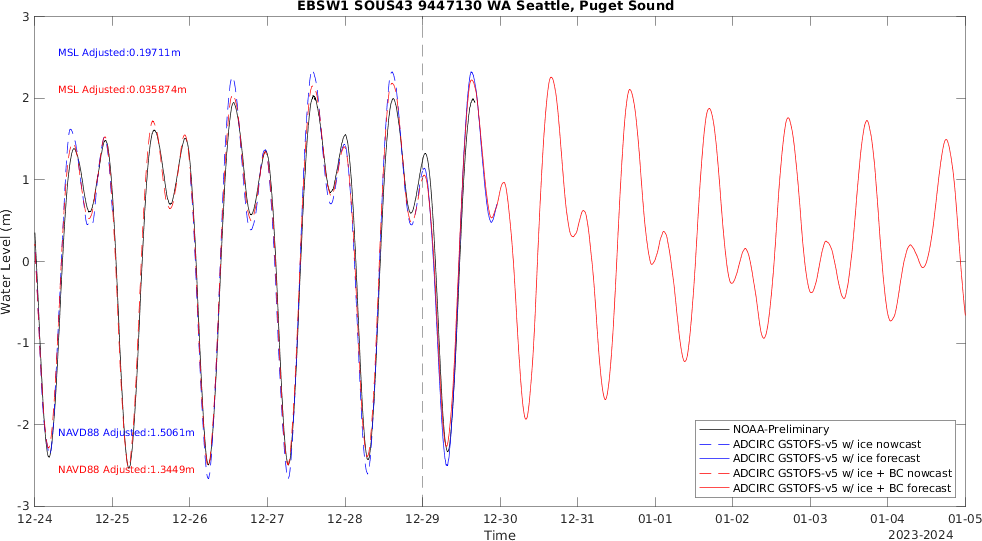 EBSW1 SOUS43 9447130 WA Seattle, Puget Sound
3
MSL Adjusted:0.19711m
MSL Adjusted:0.035874m
2
1
0
-1
-2
-3
Water Level (m)
NAVD88 Adjusted:1.5061m
NAVD88 Adjusted:1.3449m
NOAA-Preliminary
ADCIRC GSTOFS-v5 w/ ice nowcast
ADCIRC GSTOFS-v5 w/ ice forecast
ADCIRC GSTOFS-v5 w/ ice + BC nowcast
ADCIRC GSTOFS-v5 w/ ice + BC forecast
12-24 12-25 12-26 12-27 12-28 12-29 12-30 12-31 01-01 01-02 01-03 01-04 01-05
Time
2023-2024